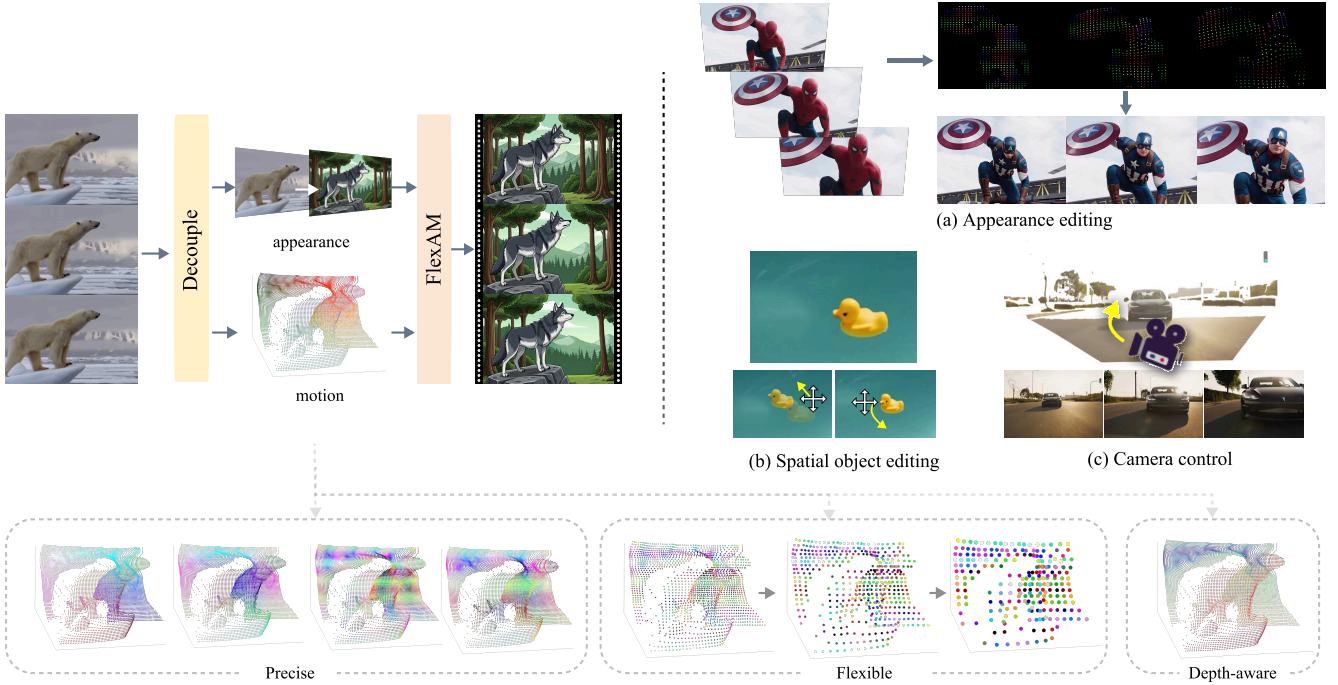 Decouple
appearance
motion
FlexAM
(a) Appearance editing
(b) Spatial object editing
(c) Camera control
Precise
Flexible
Depth-aware